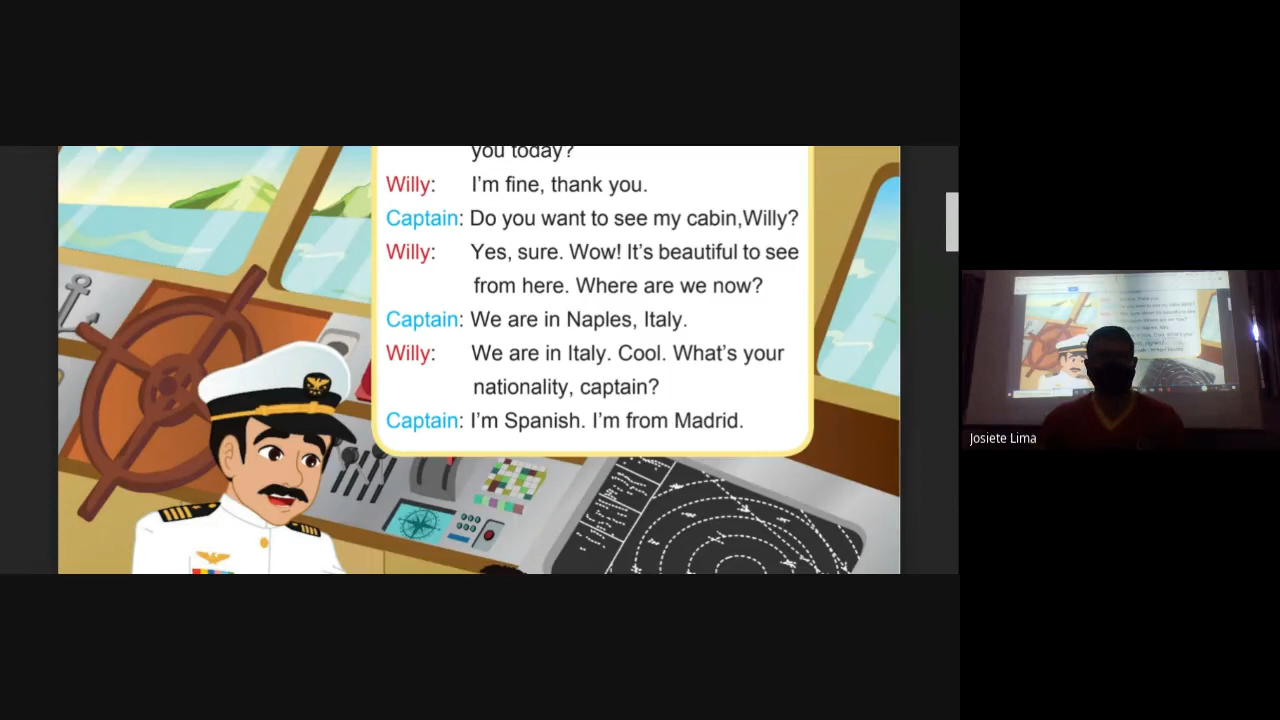 you today?
Willy: I'm fine, thank you.
Captain: Do you want to see my cabin,Willy?
Willy: Yes, sure. Wow! It's beautiful to see
from here. Where are we now?
Captain: We are in Naples, Italy.
Willy: We are in Italy. Cool. What's your
nationality, captain?
Captain: I'm Spanish. I'm from Madrid.
Josiete Lima